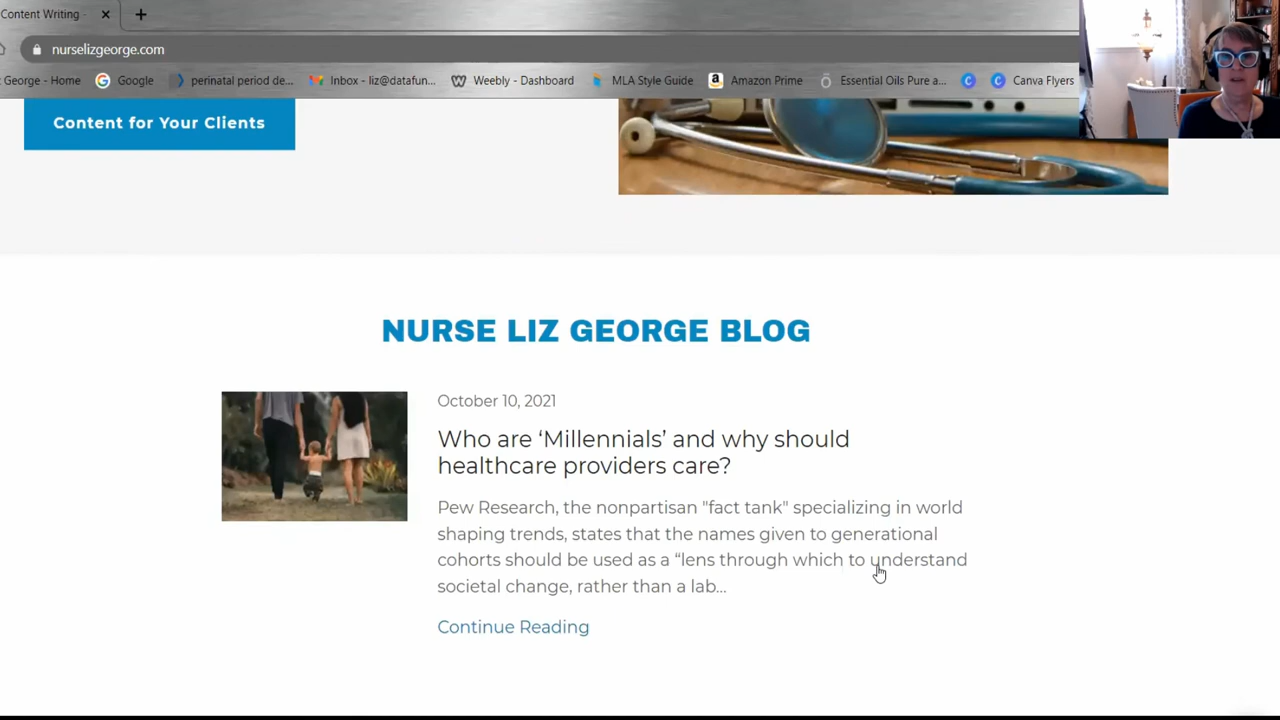 Content Writing
nurselizgeorge.com
George - Home
Google
perinatal period de...
Inbox - liz@datafun...
Weebly - Dashboard
MLA Style Guide
Amazon Prime
Essential Oils Pure a...
Canva Flyers
Content for Your Clients
NURSE LIZ GEORGE BLOG
October 10, 2021
Who are ‘Millennials’ and why should
healthcare providers care?
Pew Research, the nonpartisan "fact tank" specializing in world
shaping trends, states that the names given to generational
cohorts should be used as a “lens through which to understand
societal change, rather than a lab...
Continue Reading